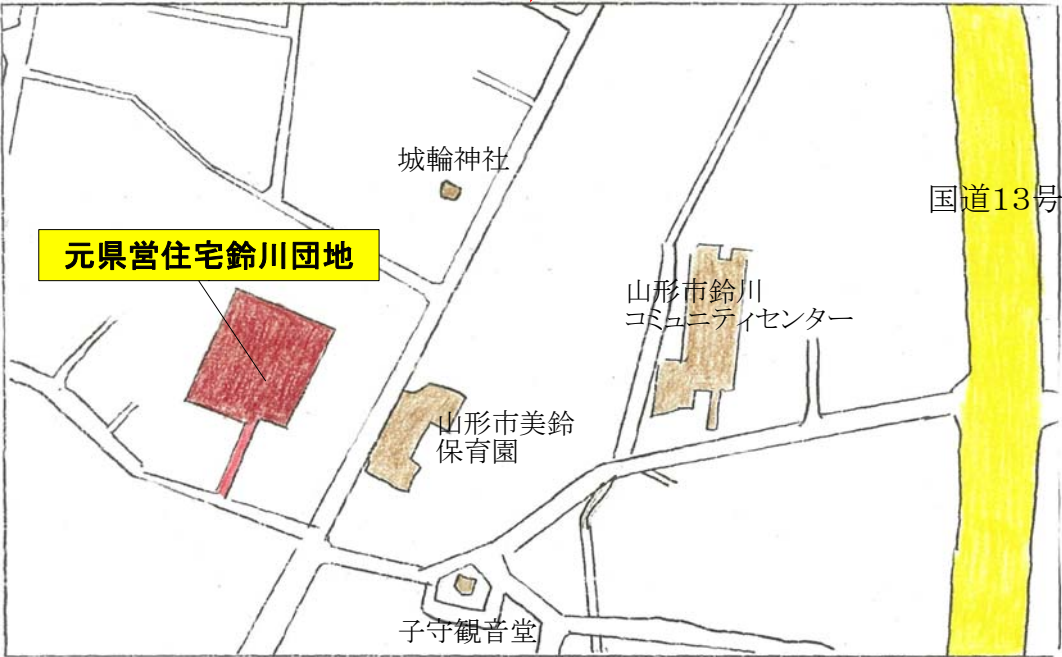 城輪神社
国道13号
元県営住宅鈴川団地
山形市鈴川
コミュニティセンター
山形市美鈴
保育園
子守観音堂